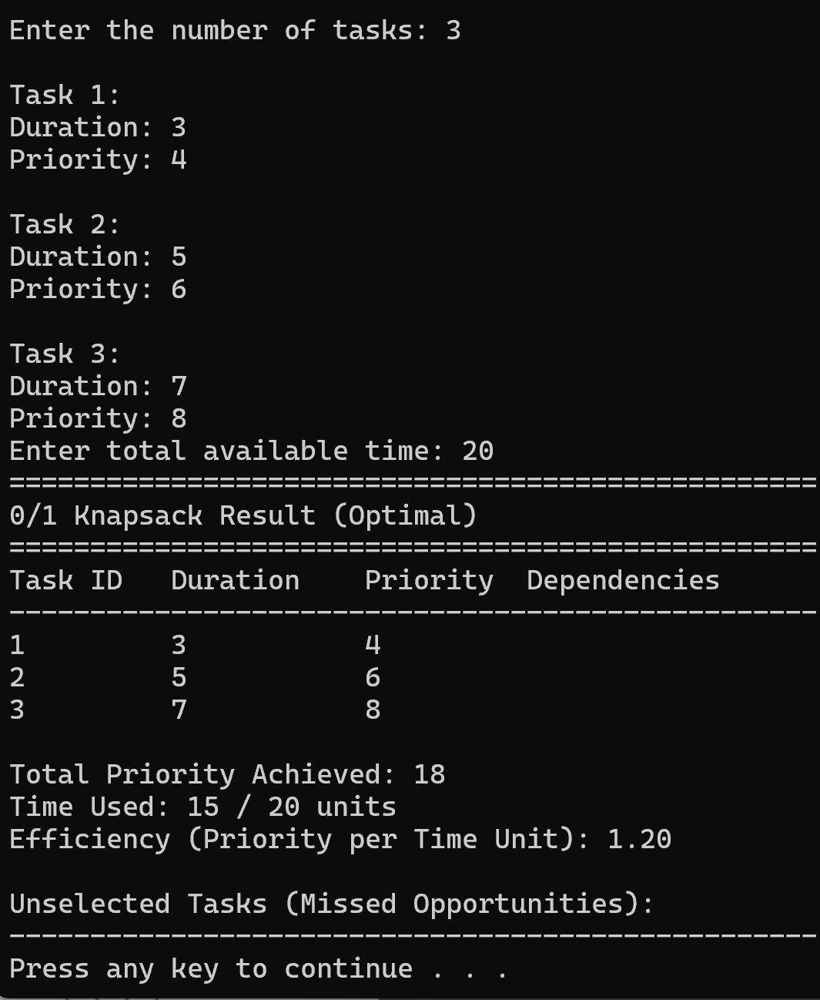 Enter the number of tasks: 3
Task 1:
Duration: 3
Priority: 4
Task 2:
Duration: 5
Priority: 6
Task 3:
Duration: 7
Priority: 8
Enter total available time: 20
==================================================
0/1 Knapsack Result (Optimal)
==================================================
Task ID   Duration    Priority  Dependencies
--------------------------------------------------
1         3           4
2         5           6
3         7           8
Total Priority Achieved: 18
Time Used: 15 / 20 units
Efficiency (Priority per Time Unit): 1.20
Unselected Tasks (Missed Opportunities):
--------------------------------------------------
Press any key to continue . . .